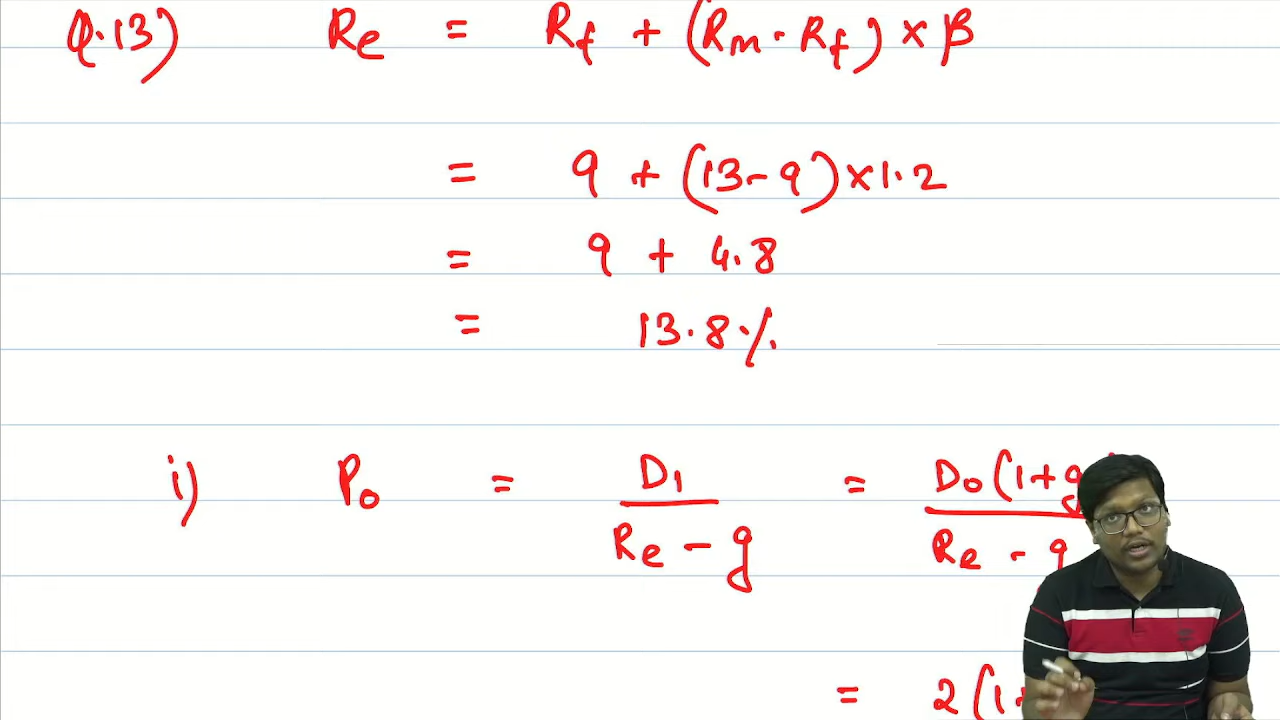 Q.13) Re = Rf + (Rm - Rf) × β
= 9 + (13-9) × 1.2
= 9 + 4.8
= 13.8%
i) P0 = D1 / Re - g = D0 (1+g / Re - g
= 2 (1+